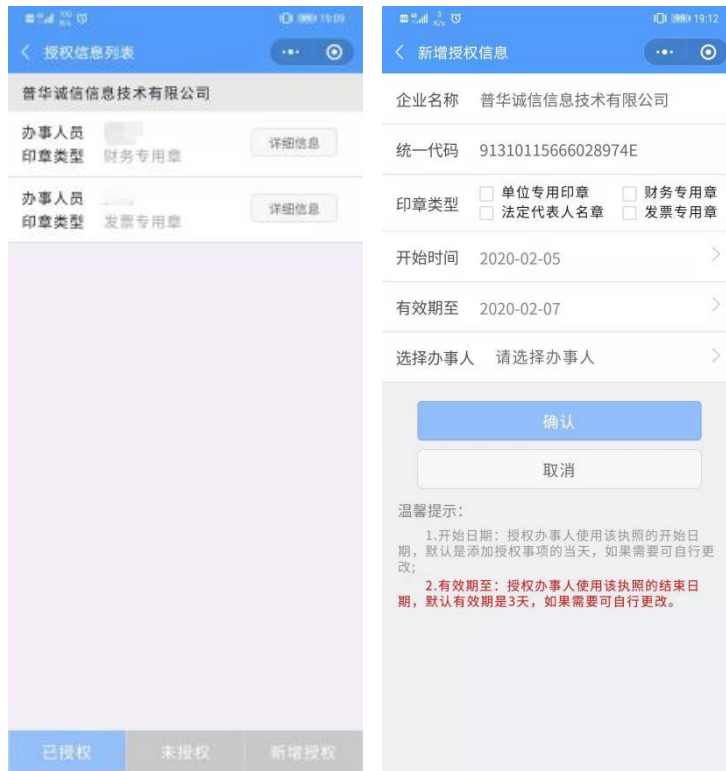 19:09
授权信息列表
普华诚信信息技术有限公司
办事人员
印章类型 财务专用章
详细信息
办事人员
印章类型 发票专用章
详细信息
已授权
未授权
新增授权
19:12
新增授权信息
企业名称 普华诚信信息技术有限公司
统一代码 91310115666028974E
印章类型
单位专用印章 财务专用章
法定代表人名章 发票专用章
开始时间 2020-02-05
有效期至 2020-02-07
选择办事人 请选择办事人
确认
取消
温馨提示:
1.开始日期:授权办事人使用该执照的开始日
期,默认是添加授权事项的当天,如果需要可自行更
改;
2.有效期至:授权办事人使用该执照的结束日
期,默认有效期是3天,如果需要可自行更改。